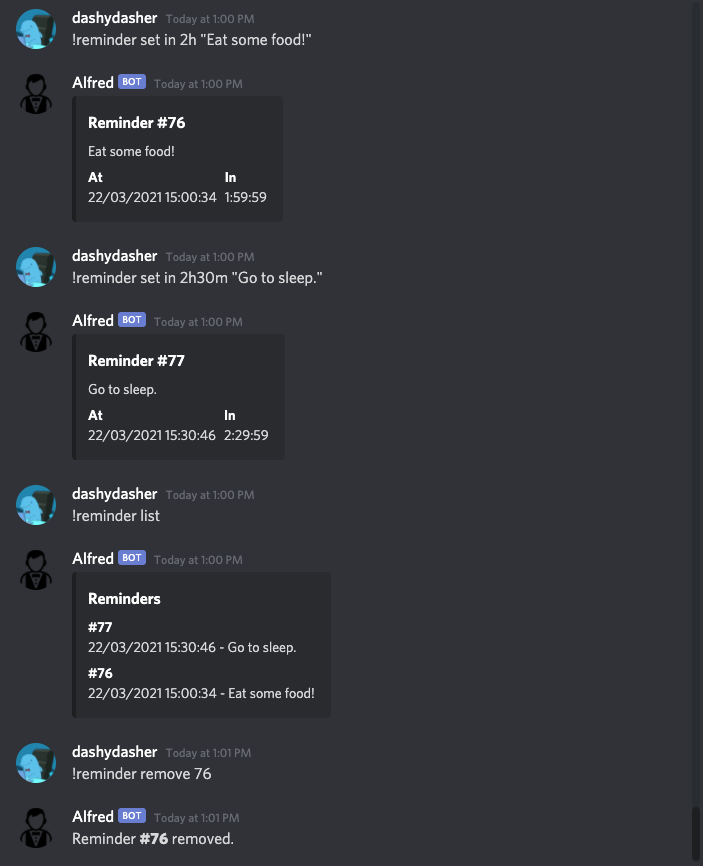 dashydasher Today at 1:00 PM
!reminder set in 2h "Eat some food!"
Alfred BOT Today at 1:00 PM
Reminder #76
Eat some food!
At In
22/03/2021 15:00:34 1:59:59
dashydasher Today at 1:00 PM
!reminder set in 2h30m "Go to sleep."
Alfred BOT Today at 1:00 PM
Reminder #77
Go to sleep.
At In
22/03/2021 15:30:46 2:29:59
dashydasher Today at 1:00 PM
!reminder list
Alfred BOT Today at 1:00 PM
Reminders
#77
22/03/2021 15:30:46 - Go to sleep.
#76
22/03/2021 15:00:34 - Eat some food!
dashydasher Today at 1:01 PM
!reminder remove 76
Alfred BOT Today at 1:01 PM
Reminder #76 removed.